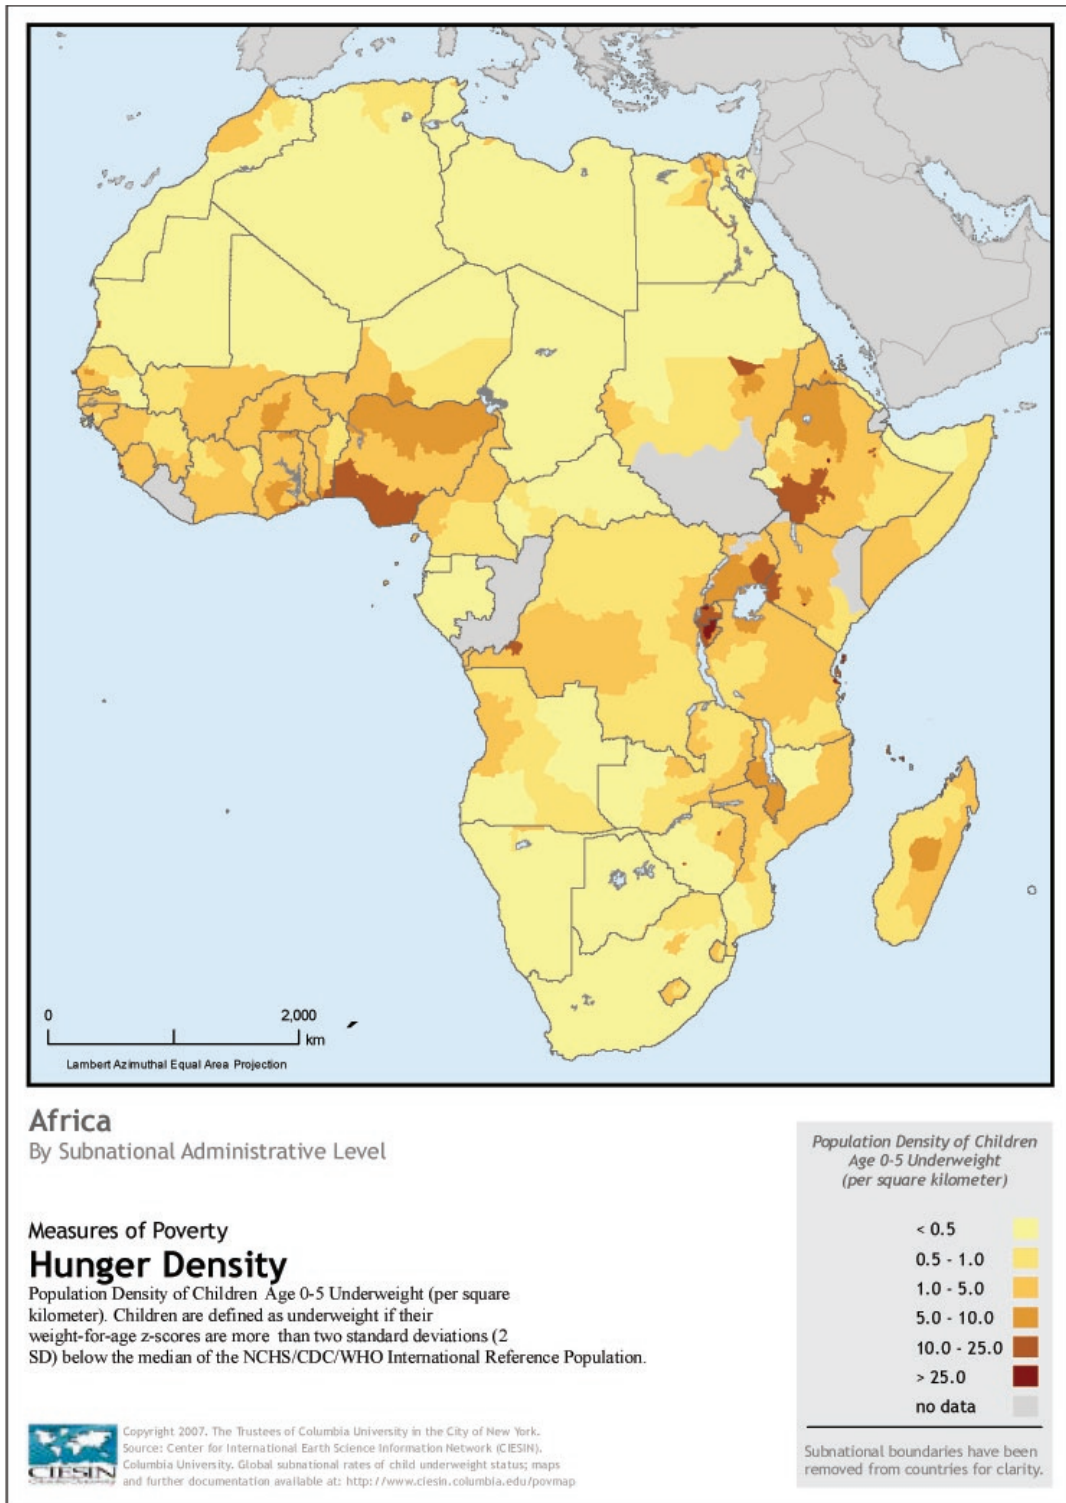 0
2,000
km
Lambert Azimuthal Equal Area Projection
Africa
By Subnational Administrative Level
Measures of Poverty
Hunger Density
Population Density of Children Age 0-5 Underweight (per square
kilometer). Children are defined as underweight if their
weight-for-age z-scores are more than two standard deviations (2
SD) below the median of the NCHS/CDC/WHO International Reference Population.
Population Density of Children
Age 0-5 Underweight
(per square kilometer)
< 0.5
0.5 - 1.0
1.0 - 5.0
5.0 - 10.0
10.0 - 25.0
> 25.0
no data
Subnational boundaries have been
removed from countries for clarity.
CIESIN
Copyright 2007. The Trustees of Columbia University in the City of New York.
Source: Center for International Earth Science Information Network (CIESIN).
Columbia University. Global subnational rates of child underweight status; maps
and further documentation available at: http://www.ciesin.columbia.edu/povmap